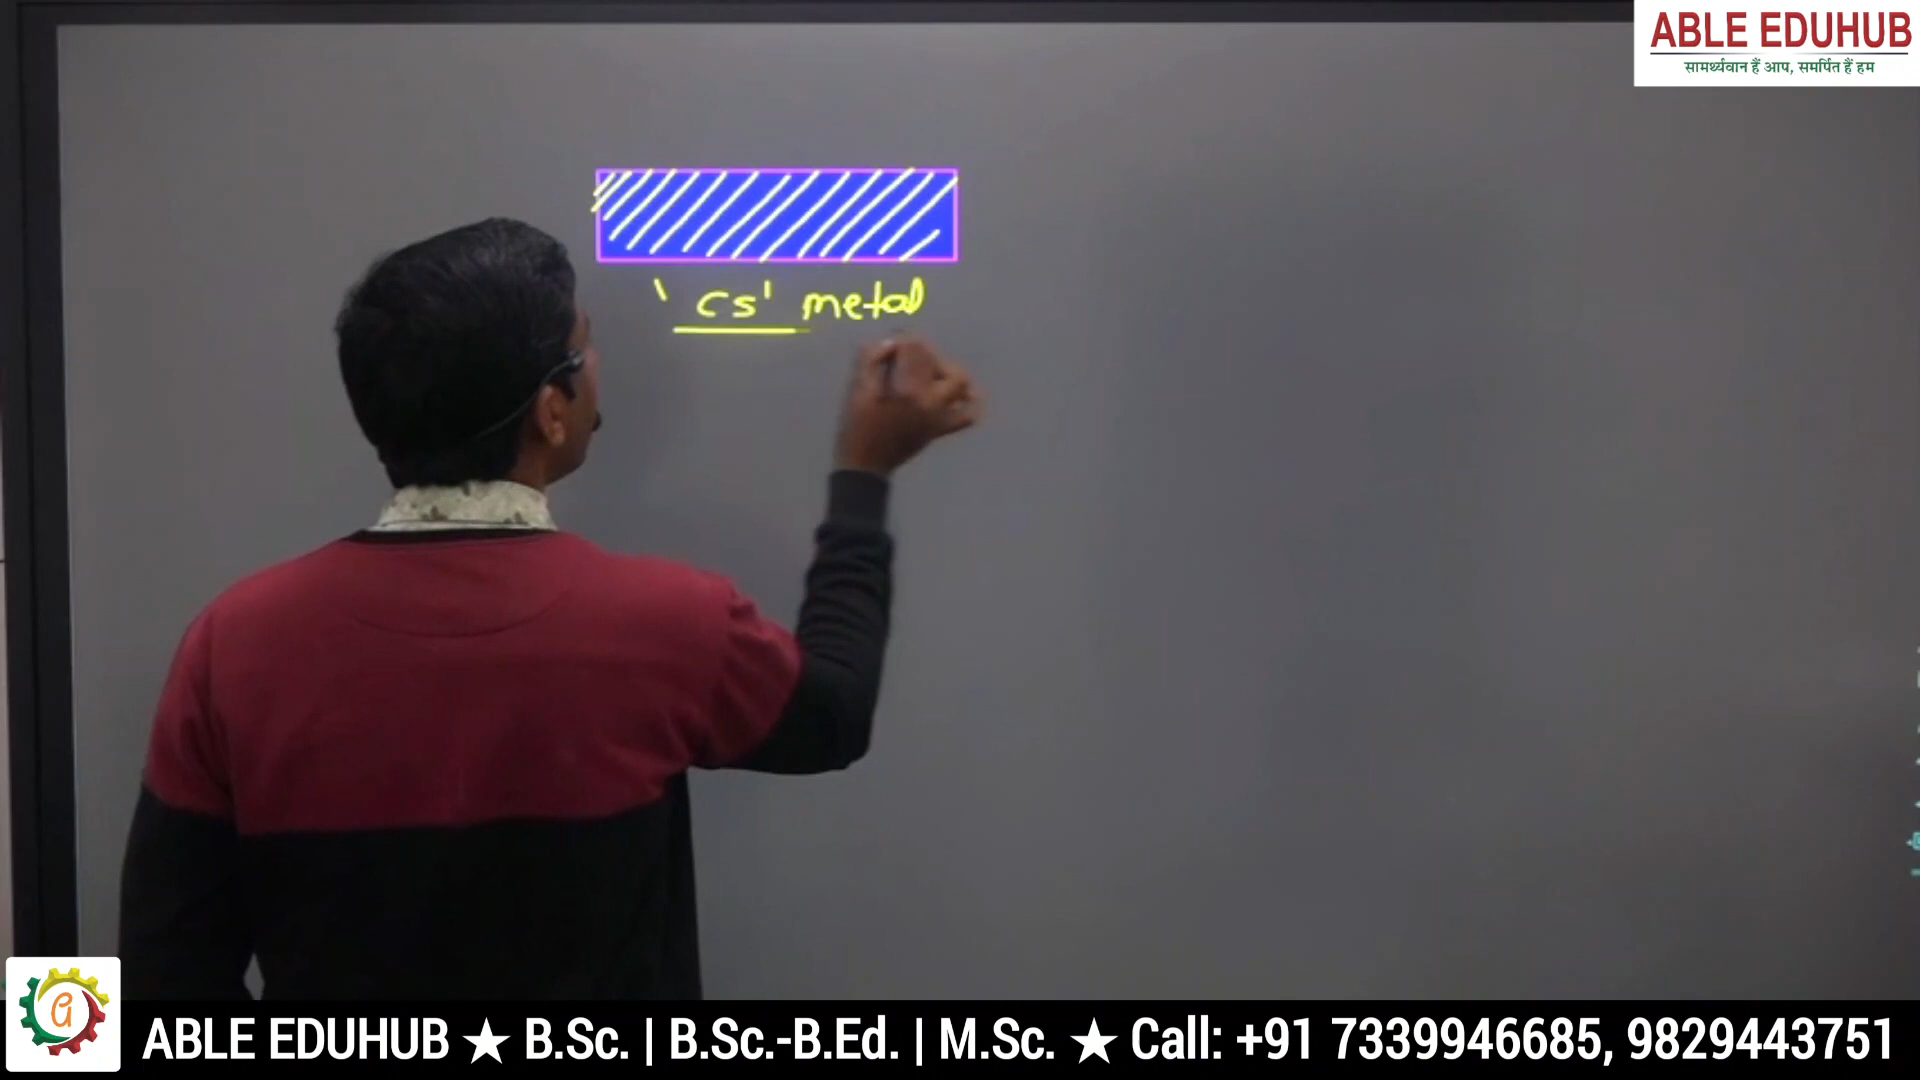 ABLE EDUHUB
सामर्थ्यवान हैं आप, समर्पित हैं हम
'cs' metal
ABLE EDUHUB ★ B.Sc. | B.Sc.-B.Ed. | M.Sc. ★ Call: +91 7339946685, 9829443751